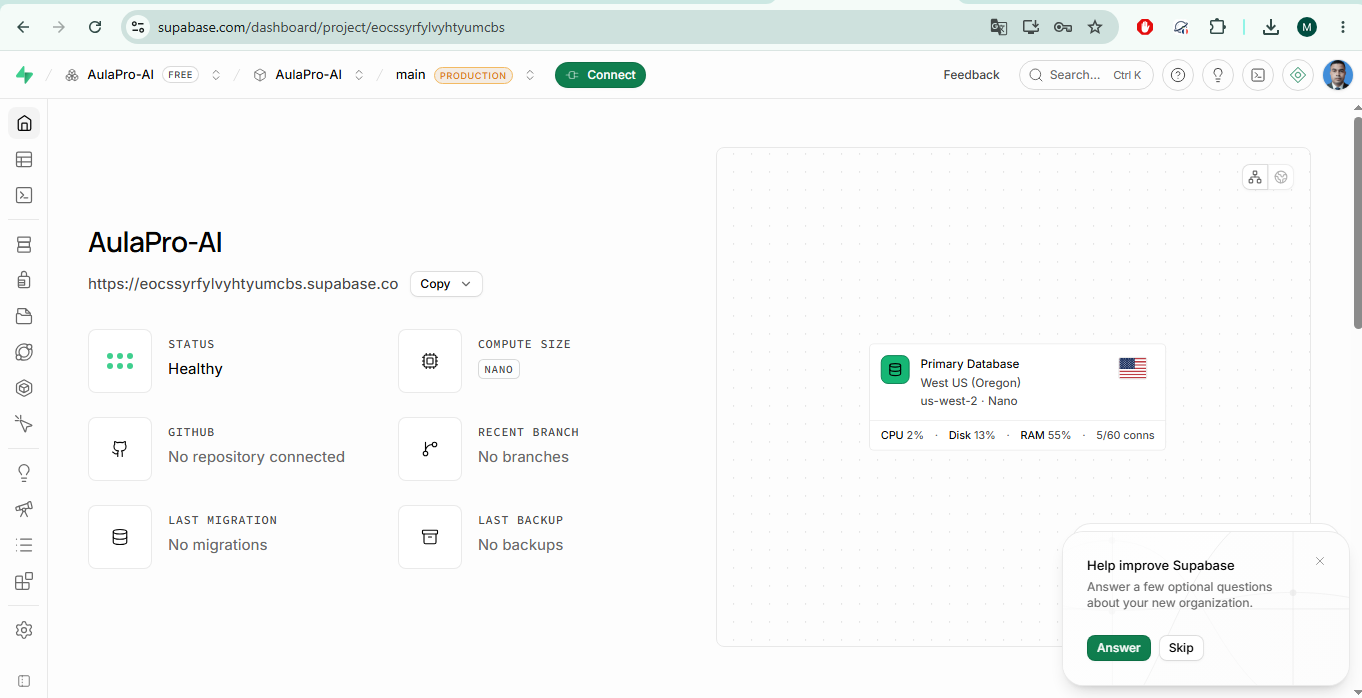 supabase.com/dashboard/project/eocssyrfylvyhtyumcbs
M
AulaPro-AI FREE AulaPro-AI main PRODUCTION Connect
Feedback Search... Ctrl K
AulaPro-AI
https://eocssyrfylvyhtyumcbs.supabase.co Copy
STATUS
Healthy
COMPUTE SIZE
NANO
GITHUB
No repository connected
RECENT BRANCH
No branches
LAST MIGRATION
No migrations
LAST BACKUP
No backups
Primary Database
West US (Oregon)
us-west-2 · Nano
CPU 2% · Disk 13% · RAM 55% · 5/60 conns
Help improve Supabase
Answer a few optional questions
about your new organization.
Answer Skip